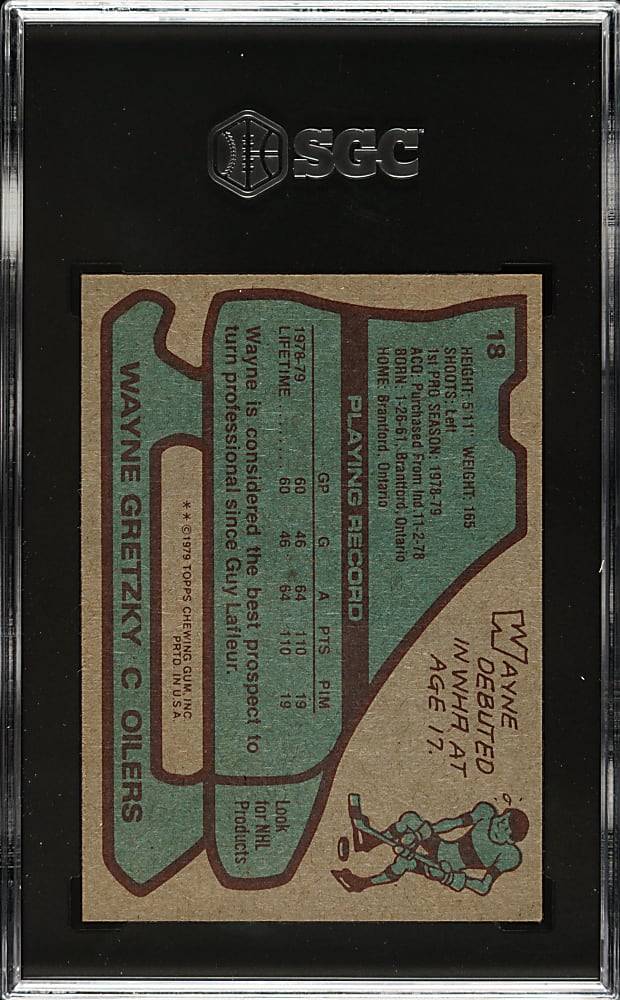 SGC
18
HEIGHT: 5'11" WEIGHT: 165
SHOOTS: Left
1st PRO SEASON: 1978-79
ACQ: Purchased From Ind 11-2-78
BORN: 1-26-61, Brantford, Ontario
HOME: Brantford, Ontario
WAYNE
DEBUTED
IN WHA AT
AGE 17.
PLAYING RECORD
GP G A PTS PIM
1978-79 60 46 64 110 19
LIFETIME ........ 60 46 64 110 19
Wayne is considered the best prospect to
turn professional since Guy Lafleur.
Look
for NHL
Products
** ©1979 TOPPS CHEWING GUM, INC.
PRTD. IN U.S.A.
WAYNE GRETZKY C OILERS